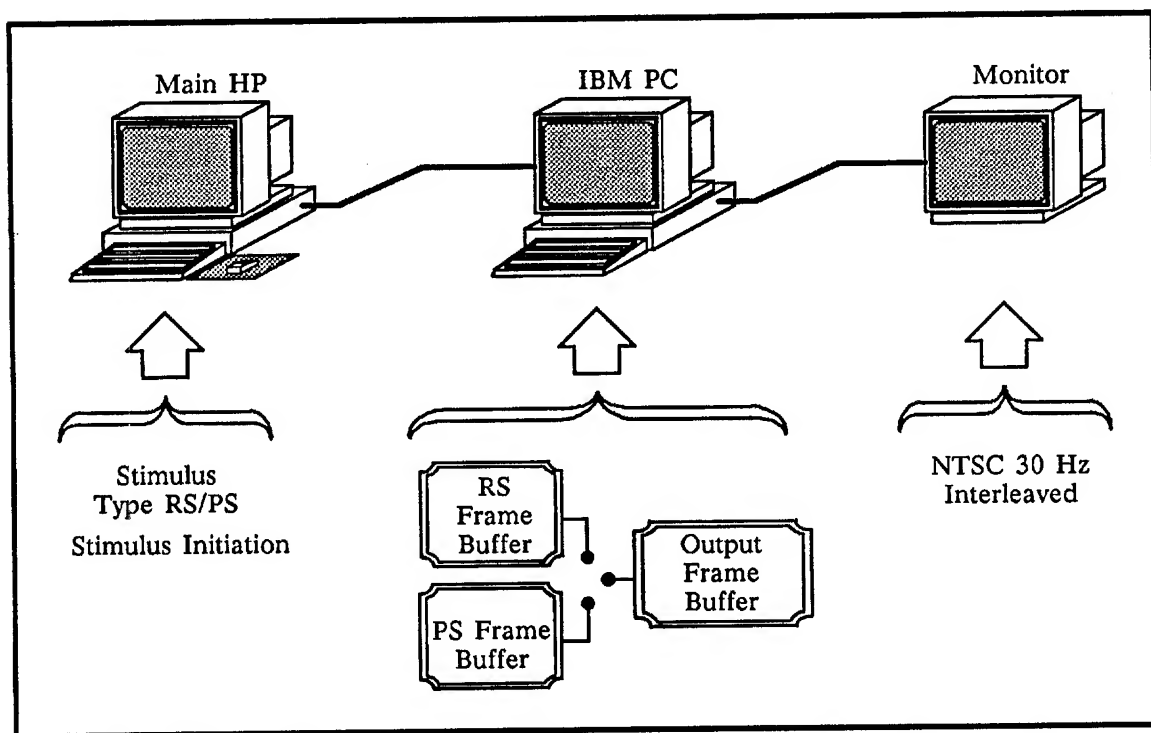 Main HP
IBM PC
Monitor
Stimulus
Type RS/PS
Stimulus Initiation
RS
Frame
Buffer
PS Frame
Buffer
Output
Frame
Buffer
NTSC 30 Hz
Interleaved